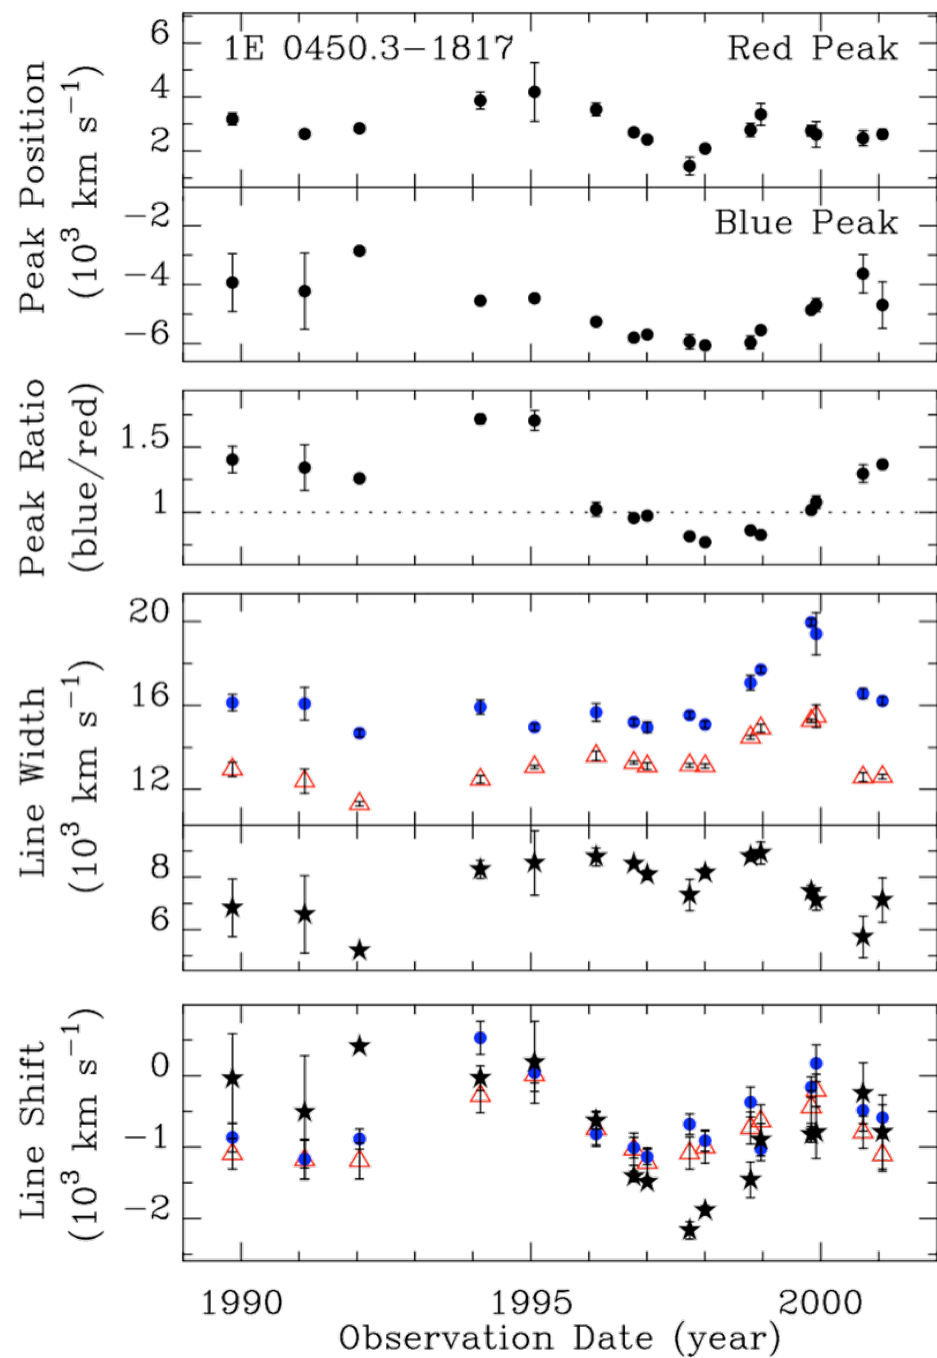 1E 0450.3−1817
Red Peak
6
4
2
Peak Position
(10³ km s⁻¹)
Blue Peak
−2
−4
−6
Peak Ratio
(blue/red)
1.5
1
Line Width
(10³ km s⁻¹)
20
16
12
8
6
Line Shift
(10³ km s⁻¹)
0
−1
−2
1990
1995
2000
Observation Date (year)